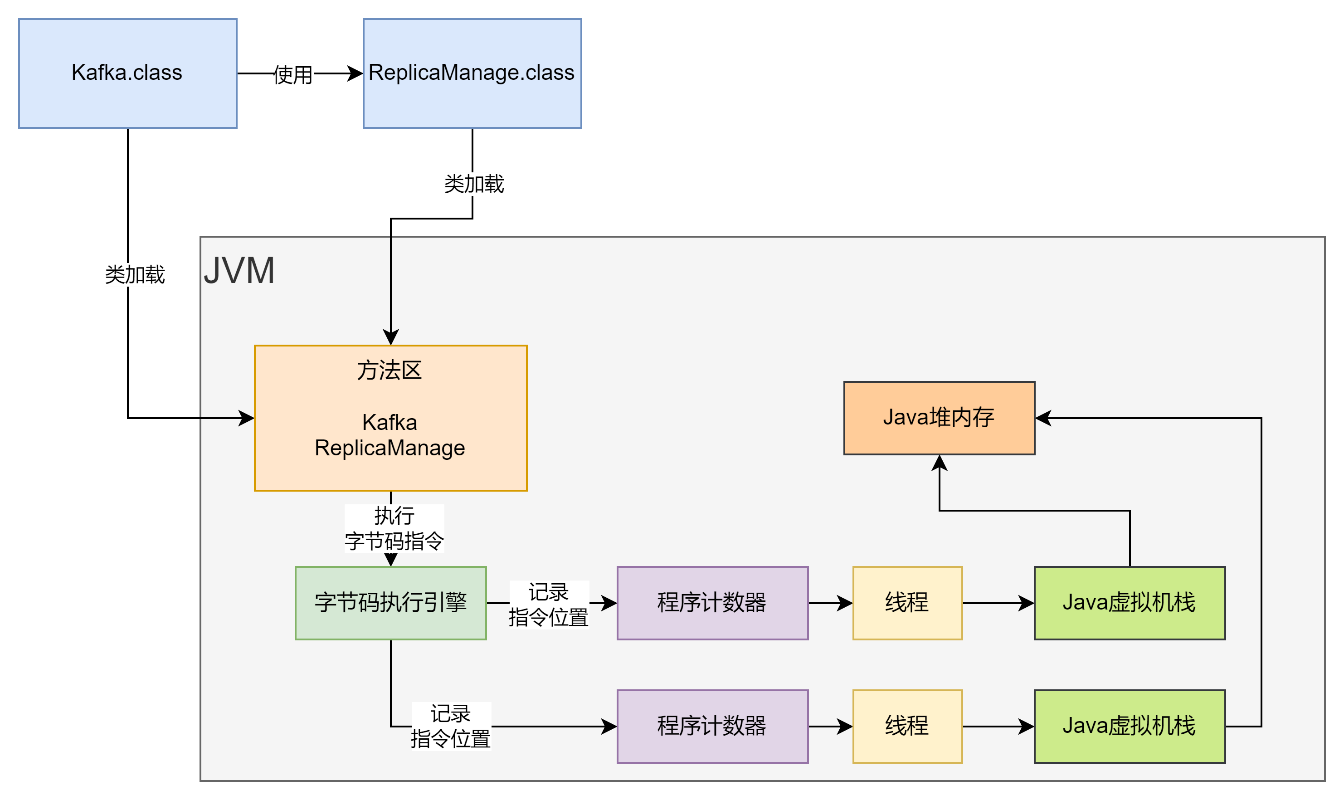 Kafka.class
使用
ReplicaManage.class
类加载
类加载
JVM
方法区
Kafka
ReplicaManage
Java堆内存
执行
字节码指令
字节码执行引擎
记录
指令位置
程序计数器
线程
Java虚拟机栈
记录
指令位置
程序计数器
线程
Java虚拟机栈